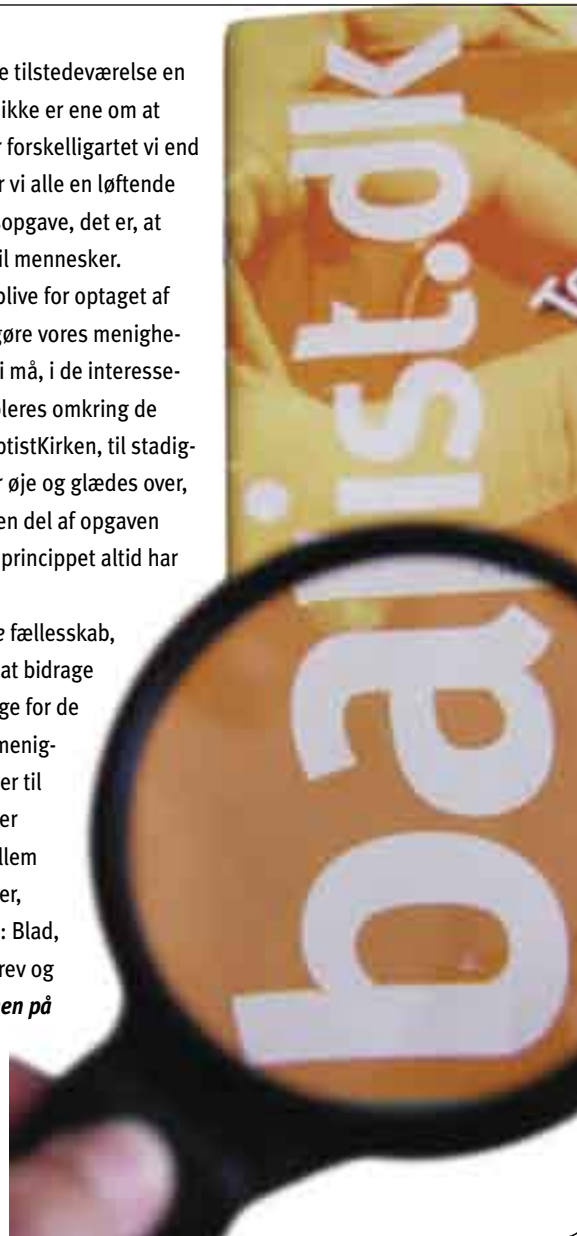 e tilstedeværelse en
ikke er ene om at
r forskelligartet vi end
r vi alle en løftende
opgave, det er, at
il mennesker.
blive for optaget af
gøre vores menighe-
i må, i de interesse-
leres omkring de
ptistKirken, til stadig-
r øje og glædes over,
en del af opgaven
princippet altid har
e fællesskab,
at bidrage
ge for de
menig-
er til
er
llem
er,
: Blad,
rev og
en på
baptist.dk